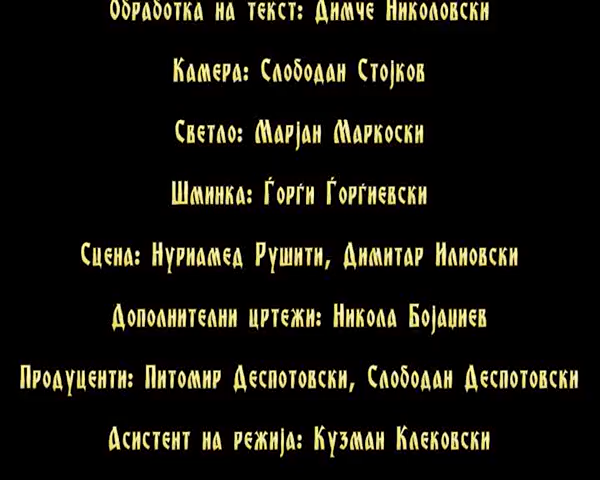 Обработка на текст: Димче Николовски
Камера: Слободан Стојков
Светло: Марјан Маркоски
Шминка: Ѓорѓи Ѓорѓиевски
Сцена: Нуриамед Рушити, Димитар Илиовски
Дополнителни цртежи: Никола Бојаџиев
Продуценти: Питомир Деспотовски, Слободан Деспотовски
Асистент на режија: Кузман Клековски